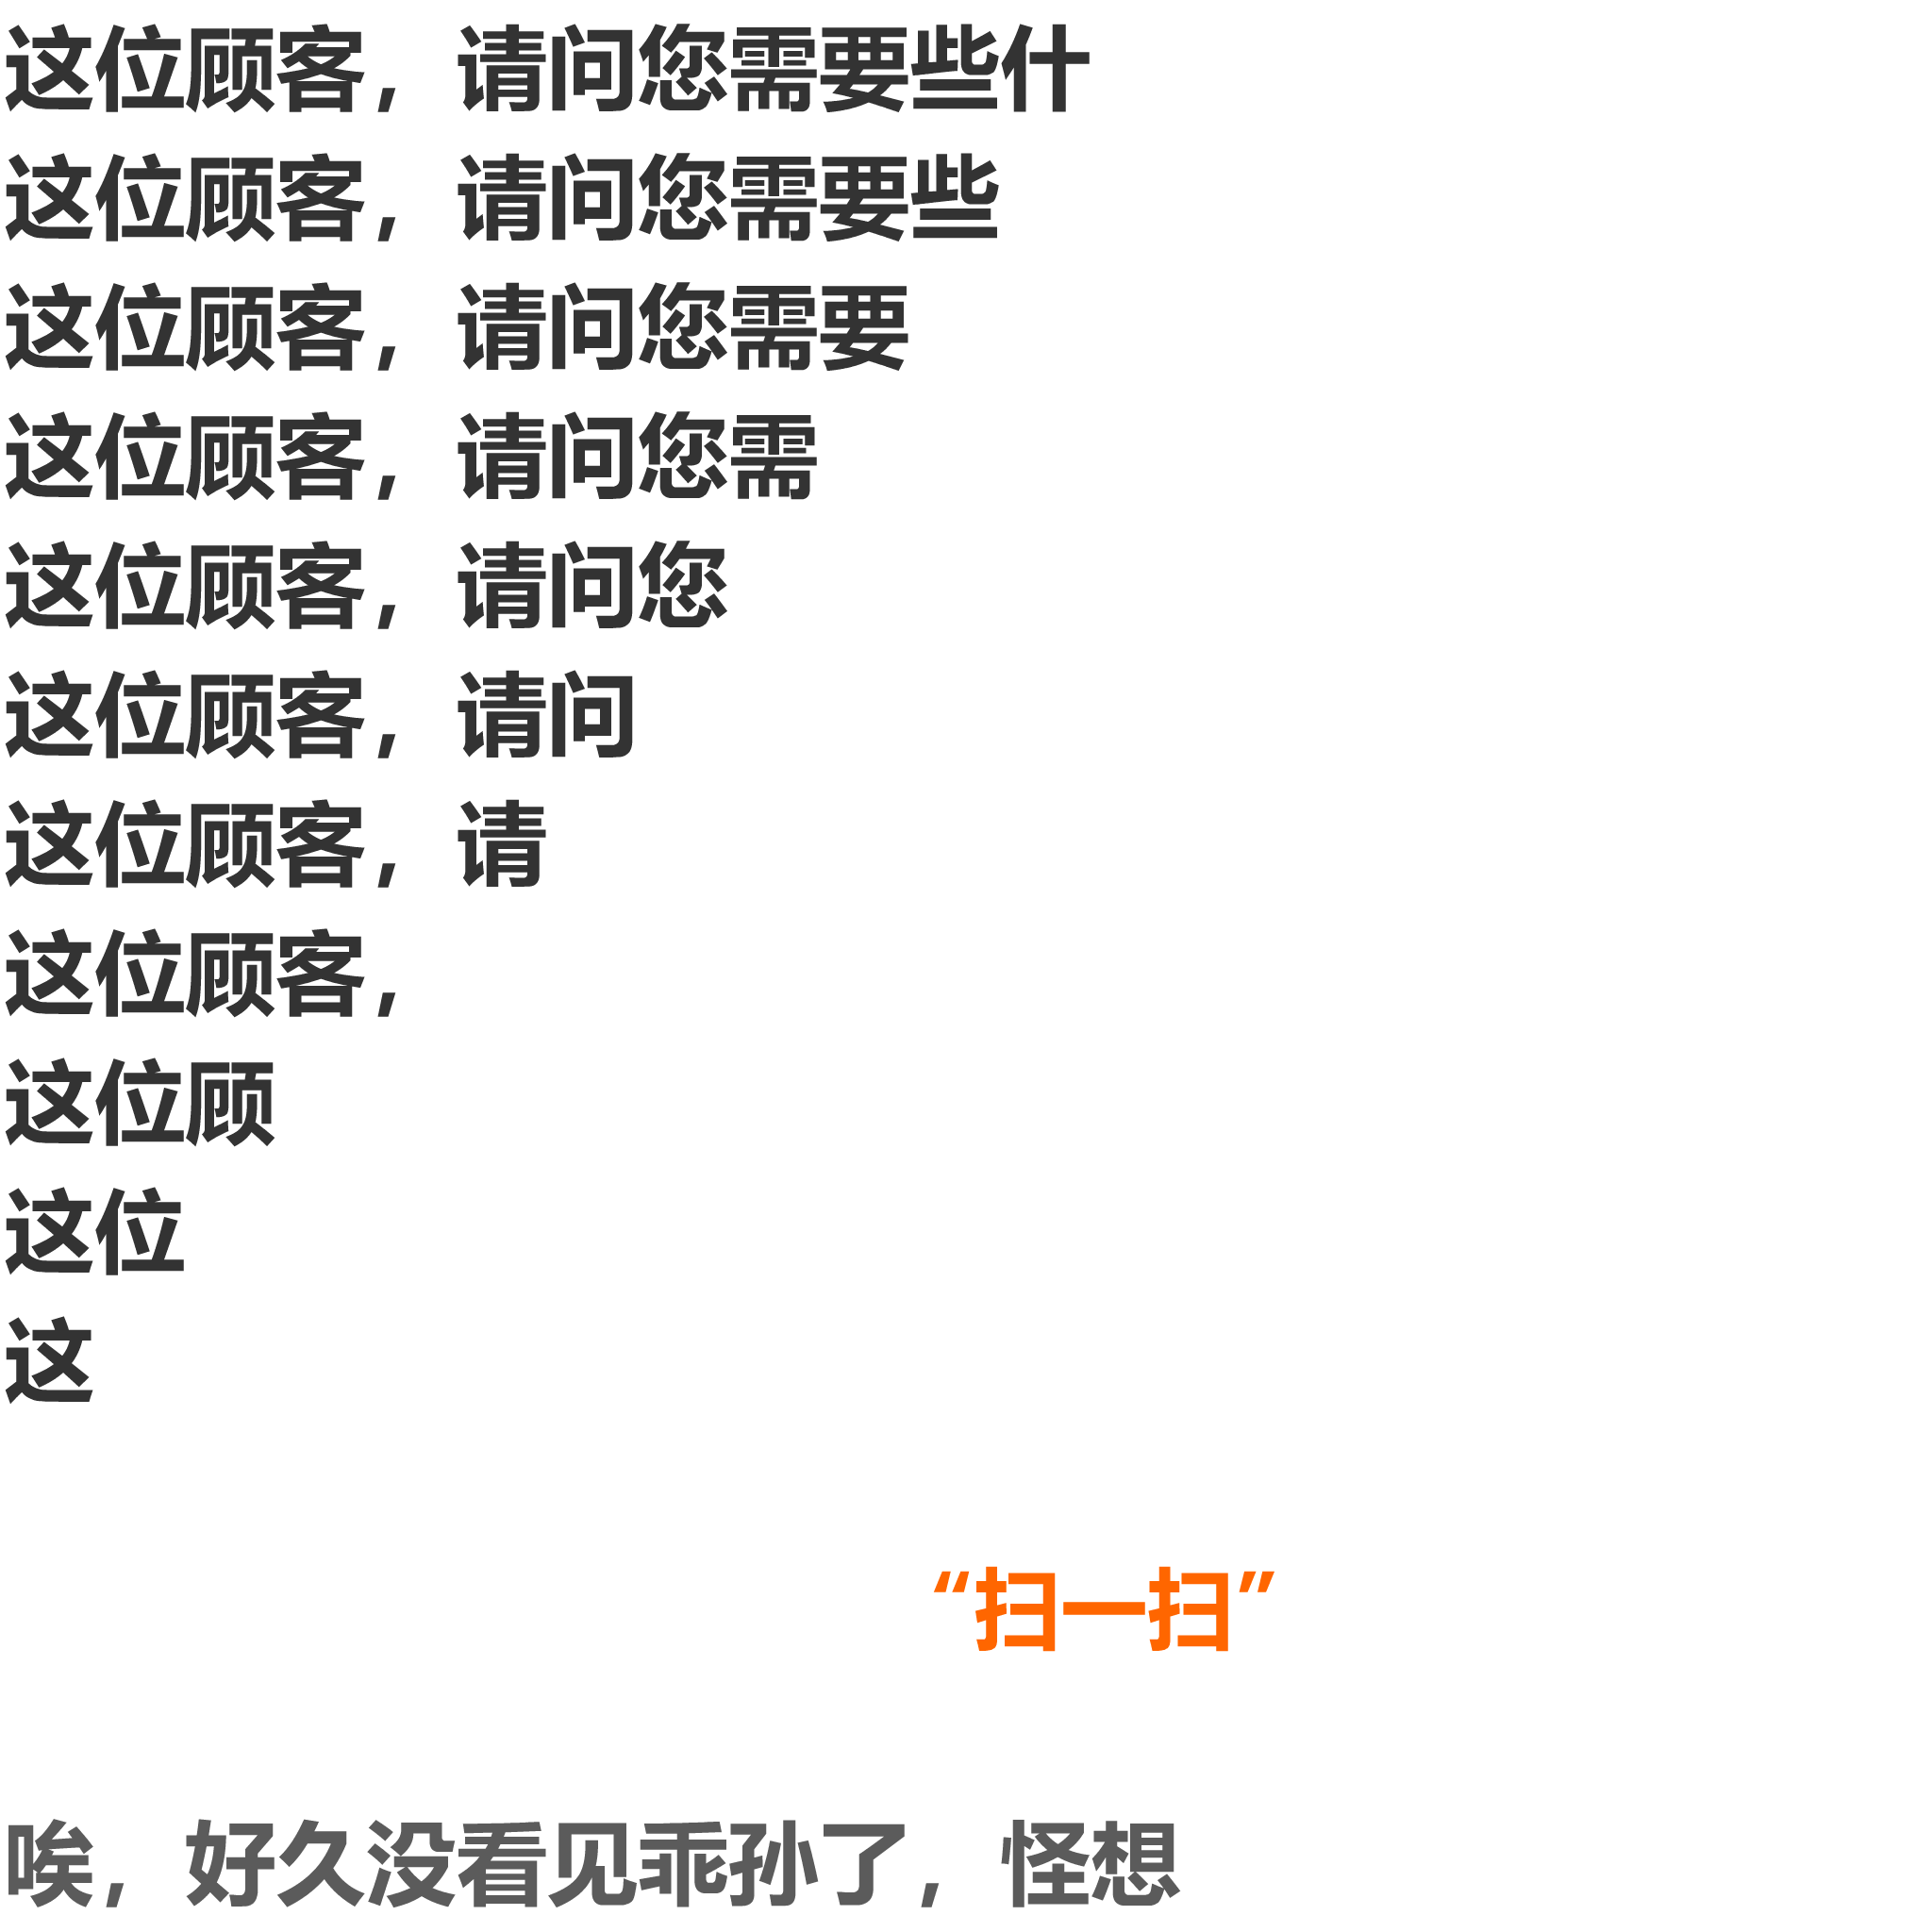 这位顾客，请问您需要些什
这位顾客，请问您需要些
这位顾客，请问您需要
这位顾客，请问您需
这位顾客，请问您
这位顾客，请问
这位顾客，请
这位顾客，
这位顾
这位
这
“扫一扫”
唉，好久没看见乖孙了，怪想